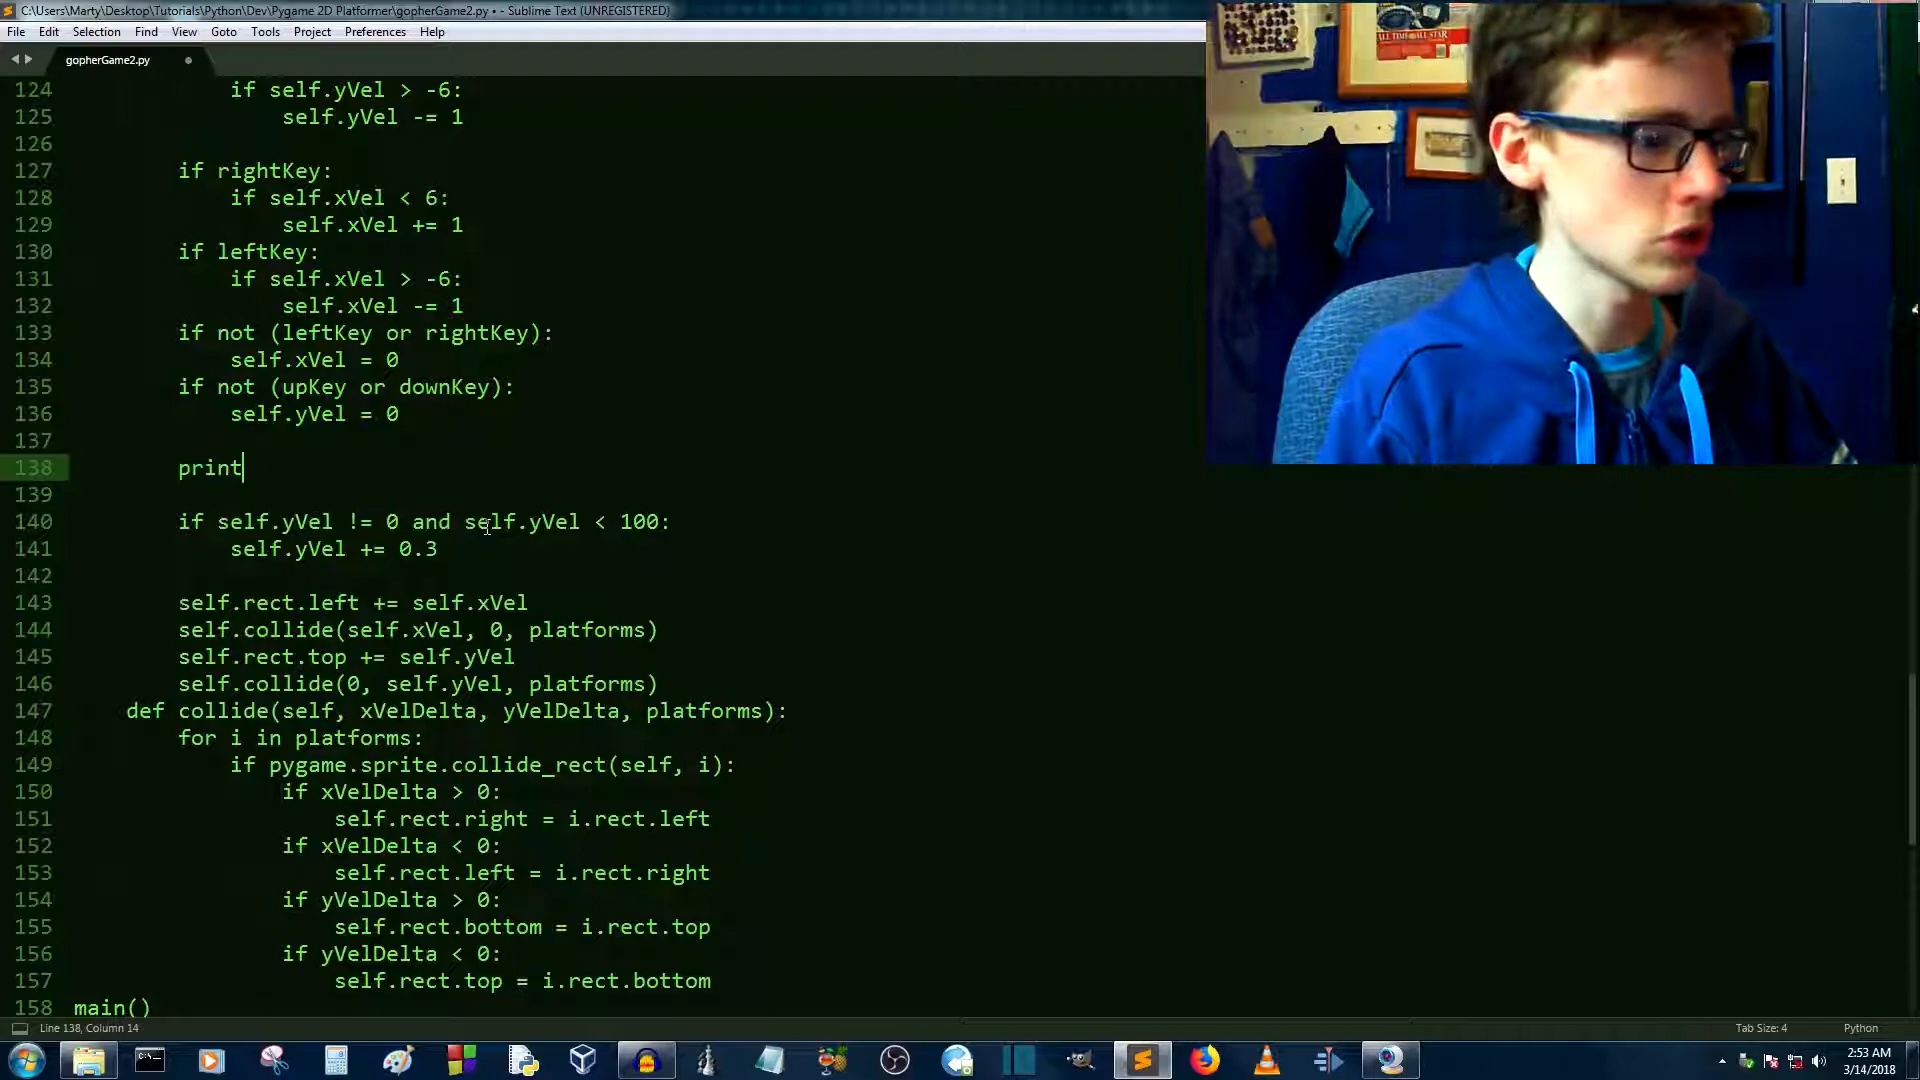 C:\Users\Marty\Desktop\Tutorials\Python\Dev\Pygame 2D Platformer\gopherGame2.py • - Sublime Text (UNREGISTERED)
File Edit Selection Find View Goto Tools Project Preferences Help
gopherGame2.py
124 if self.yVel > -6:
125 self.yVel -= 1
126
127 if rightKey:
128 if self.xVel < 6:
129 self.xVel += 1
130 if leftKey:
131 if self.xVel > -6:
132 self.xVel -= 1
133 if not (leftKey or rightKey):
134 self.xVel = 0
135 if not (upKey or downKey):
136 self.yVel = 0
137
138 print
139
140 if self.yVel != 0 and self.yVel < 100:
141 self.yVel += 0.3
142
143 self.rect.left += self.xVel
144 self.collide(self.xVel, 0, platforms)
145 self.rect.top += self.yVel
146 self.collide(0, self.yVel, platforms)
147 def collide(self, xVelDelta, yVelDelta, platforms):
148 for i in platforms:
149 if pygame.sprite.collide_rect(self, i):
150 if xVelDelta > 0:
151 self.rect.right = i.rect.left
152 if xVelDelta < 0:
153 self.rect.left = i.rect.right
154 if yVelDelta > 0:
155 self.rect.bottom = i.rect.top
156 if yVelDelta < 0:
157 self.rect.top = i.rect.bottom
158 main()
ALL TIME ALL STAR
Line 138, Column 14 Tab Size: 4 Python
2:53 AM
3/14/2018